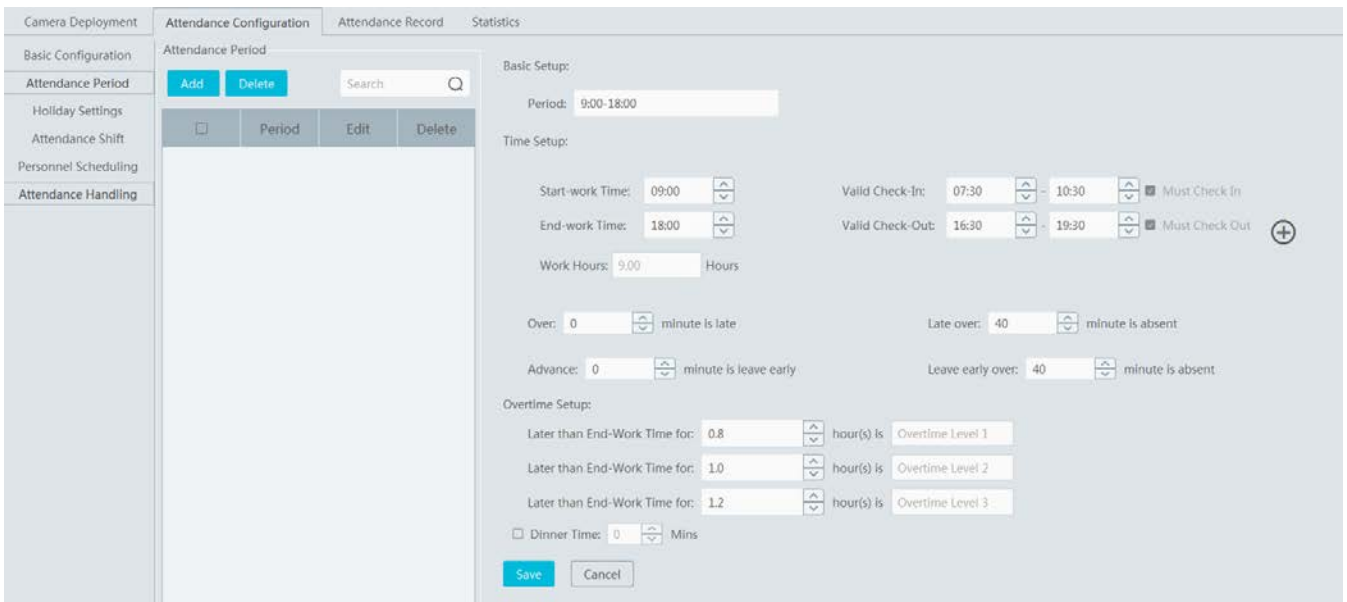 Camera Deployment Attendance Configuration Attendance Record Statistics
Basic Configuration
Attendance Period
Holiday Settings
Attendance Shift
Personnel Scheduling
Attendance Handling
Attendance Period
Add Delete Search
Period Edit Delete
Basic Setup:
Period: 9:00-18:00
Time Setup:
Start-work Time: 09:00 Valid Check-In: 07:30 - 10:30 Must Check In
End-work Time: 18:00 Valid Check-Out: 16:30 - 19:30 Must Check Out
Work Hours: 9.00 Hours
Over: 0 minute is late Late over: 40 minute is absent
Advance: 0 minute is leave early Leave early over: 40 minute is absent
Overtime Setup:
Later than End-Work Time for: 0.8 hour(s) is Overtime Level 1
Later than End-Work Time for: 1.0 hour(s) is Overtime Level 2
Later than End-Work Time for: 1.2 hour(s) is Overtime Level 3
Dinner Time: 0 Mins
Save Cancel